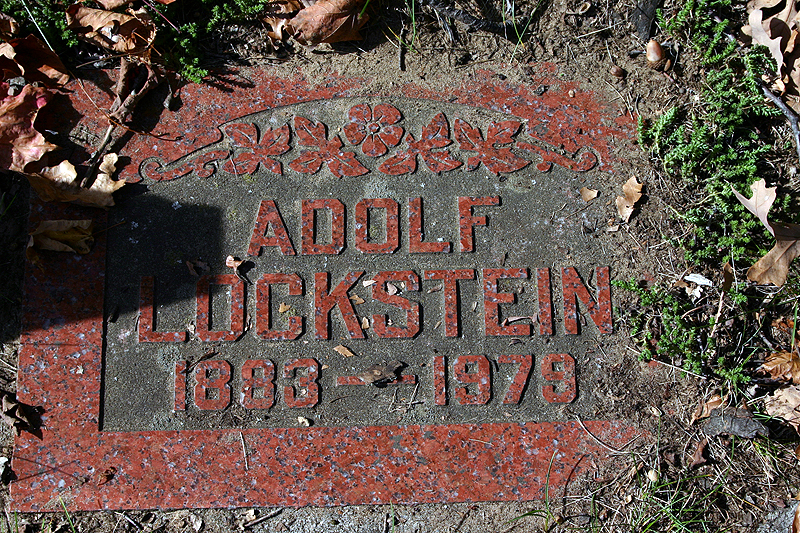 ADOLF
LOCKSTEIN
1883 - 1979